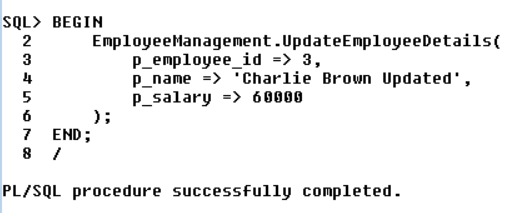 SQL> BEGIN
  2      EmployeeManagement.UpdateEmployeeDetails(
  3          p_employee_id => 3,
  4          p_name => 'Charlie Brown Updated',
  5          p_salary => 60000
  6      );
  7  END;
  8  /
PL/SQL procedure successfully completed.